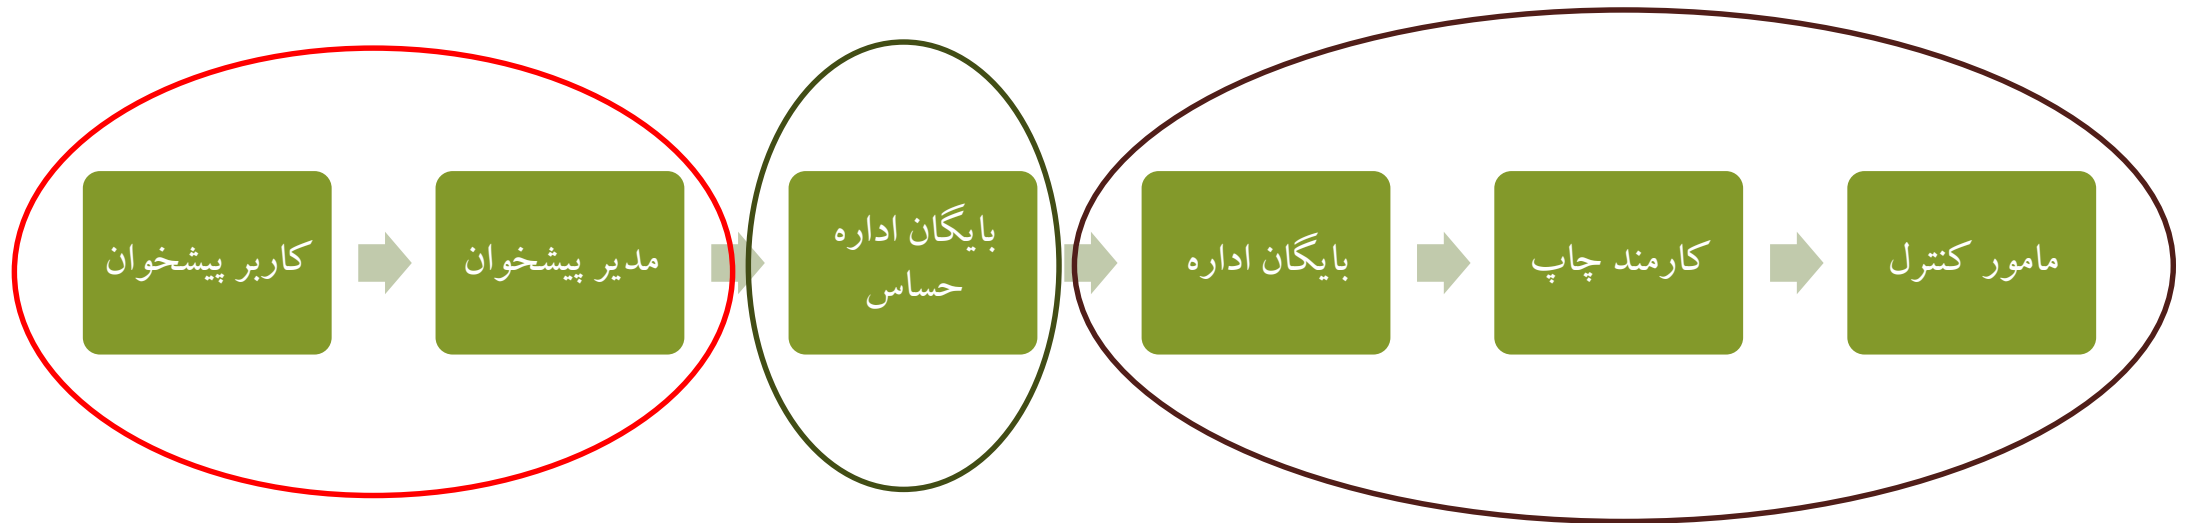 کاربر پیشخوان
مدیر پیشخوان
بایگان اداره
حساس
بایگان اداره
کارمند چاپ
مامور کنترل